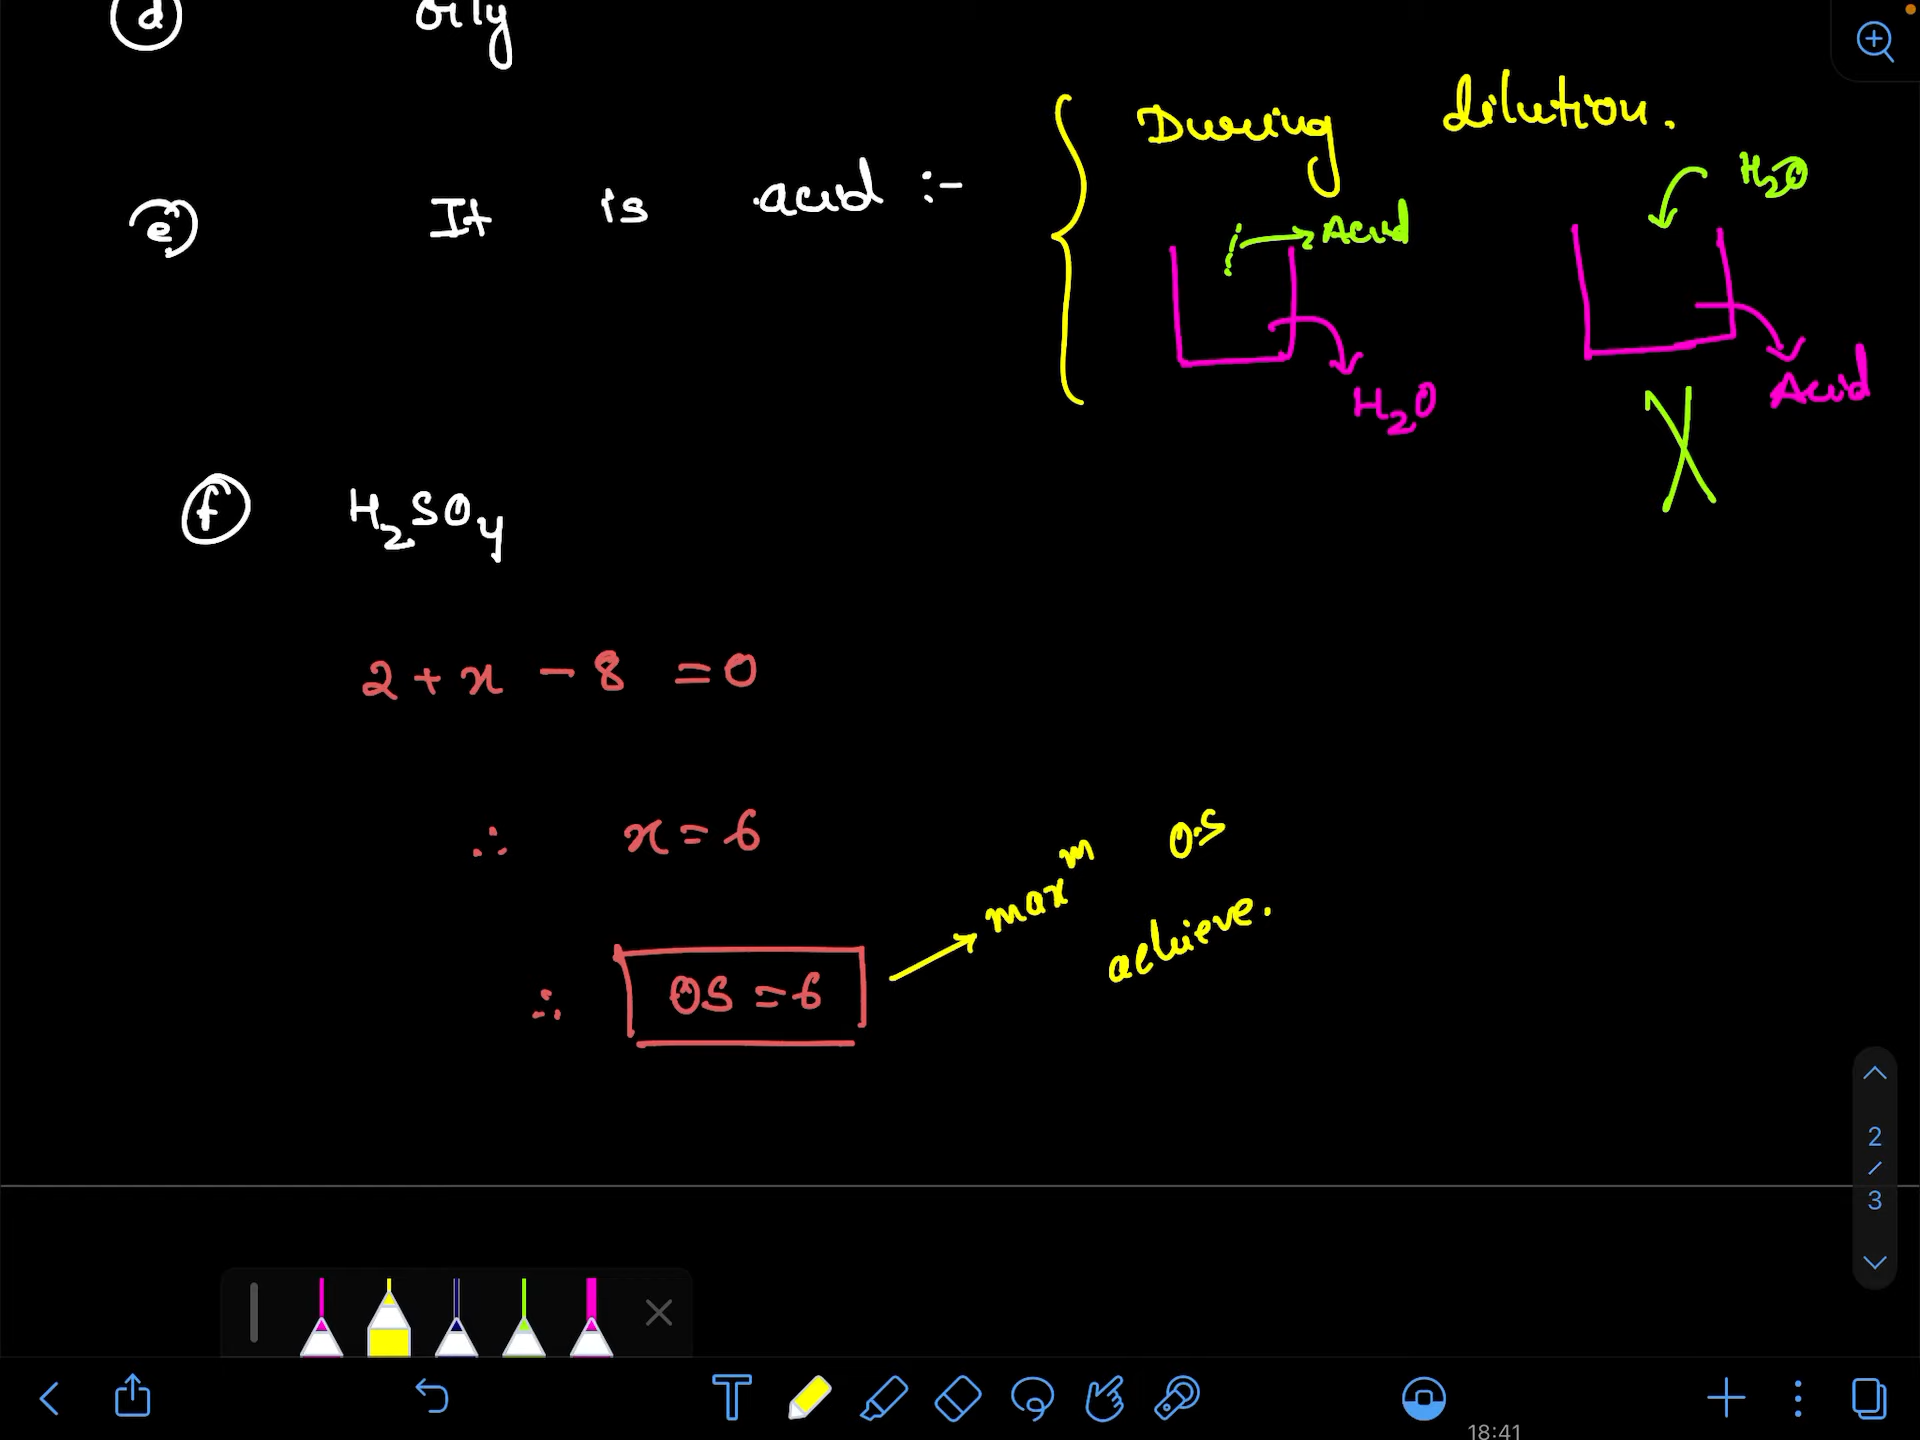 d oily
During dilution.
e It is acid :-
Acid
H₂O
H₂O
Acid
X
f H₂SO₄
2 + x - 8 = 0
∴ x = 6
maxᵐ O.S
achieve.
∴ OS = 6
2
/
3
18:41